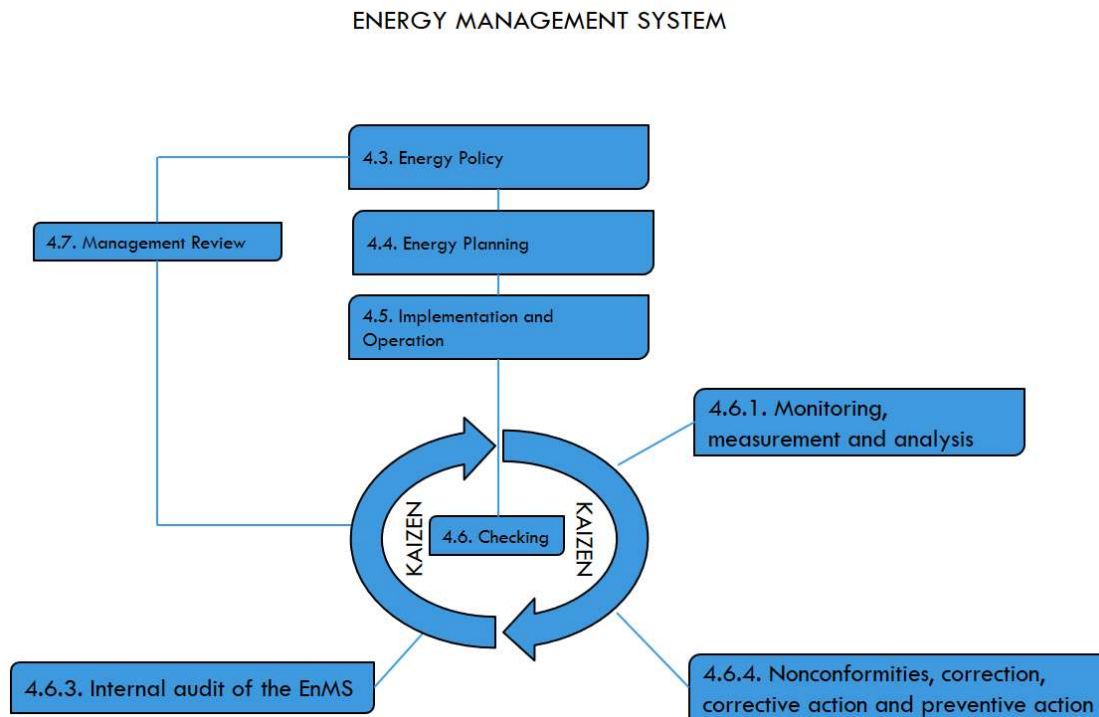 ENERGY MANAGEMENT SYSTEM
4.3. Energy Policy
4.7. Management Review
4.4. Energy Planning
4.5. Implementation and
Operation
4.6.1. Monitoring,
measurement and analysis
KAIZEN
4.6. Checking
KAIZEN
4.6.3. Internal audit of the EnMS
4.6.4. Nonconformities, correction,
corrective action and preventive action